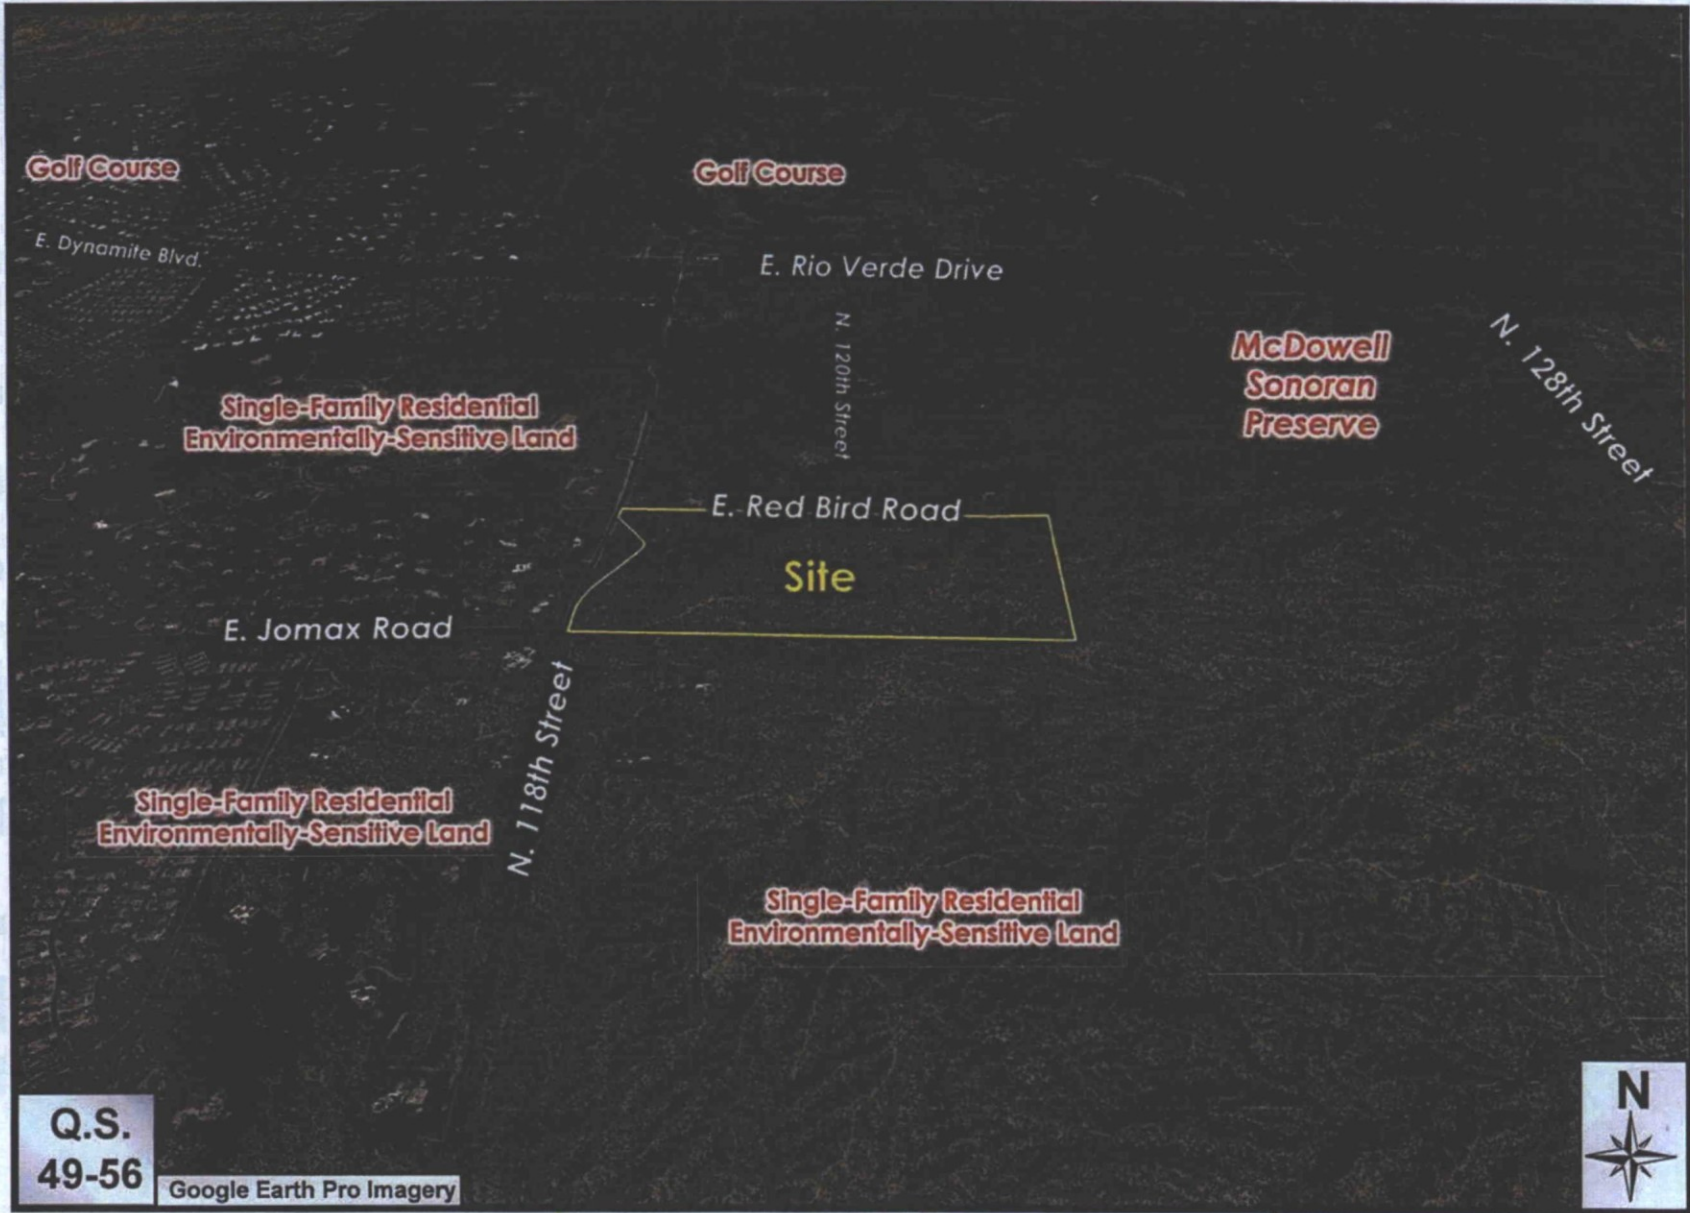 Golf Course
Golf Course
E. Dynamite Blvd.
E. Rio Verde Drive
N. 120th Street
McDowell
Sonoran
Preserve
N. 128th Street
Single-Family Residential
Environmentally-Sensitive Land
E. Red Bird Road
Site
E. Jomax Road
N. 118th Street
Single-Family Residential
Environmentally-Sensitive Land
Single-Family Residential
Environmentally-Sensitive Land
Q.S.
49-56
Google Earth Pro Imagery
N